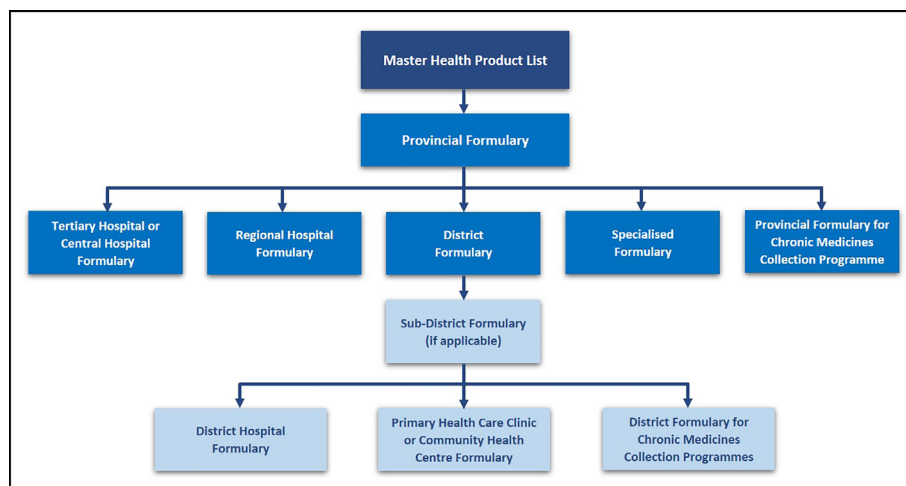 Master Health Product List
Provincial Formulary
Tertiary Hospital or
Central Hospital
Formulary
Regional Hospital
Formulary
District
Formulary
Specialised
Formulary
Provincial Formulary for
Chronic Medicines
Collection Programme
Sub-District Formulary
(if applicable)
District Hospital
Formulary
Primary Health Care Clinic
or Community Health
Centre Formulary
District Formulary for
Chronic Medicines
Collection Programmes